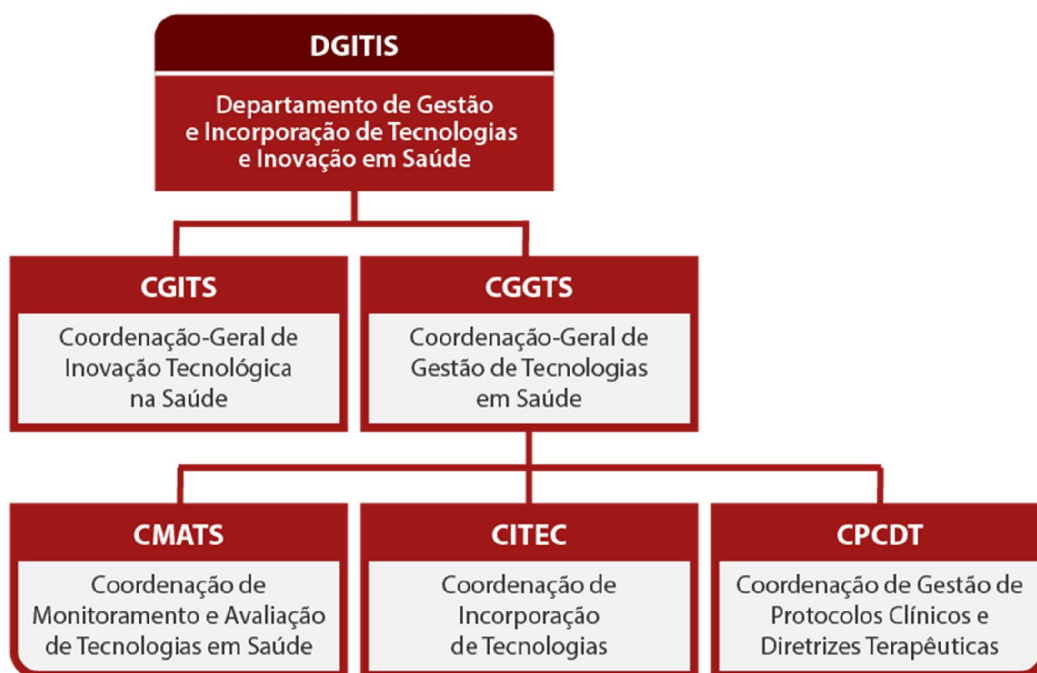 DGITIS
Departamento de Gestão
e Incorporação de Tecnologias
e Inovação em Saúde
CGITS
Coordenação-Geral de
Inovação Tecnológica
na Saúde
CGGTS
Coordenação-Geral de
Gestão de Tecnologias
em Saúde
CMATS
Coordenação de
Monitoramento e Avaliação
de Tecnologias em Saúde
CITEC
Coordenação de
Incorporação
de Tecnologias
CPCDT
Coordenação de Gestão de
Protocolos Clínicos e
Diretrizes Terapêuticas